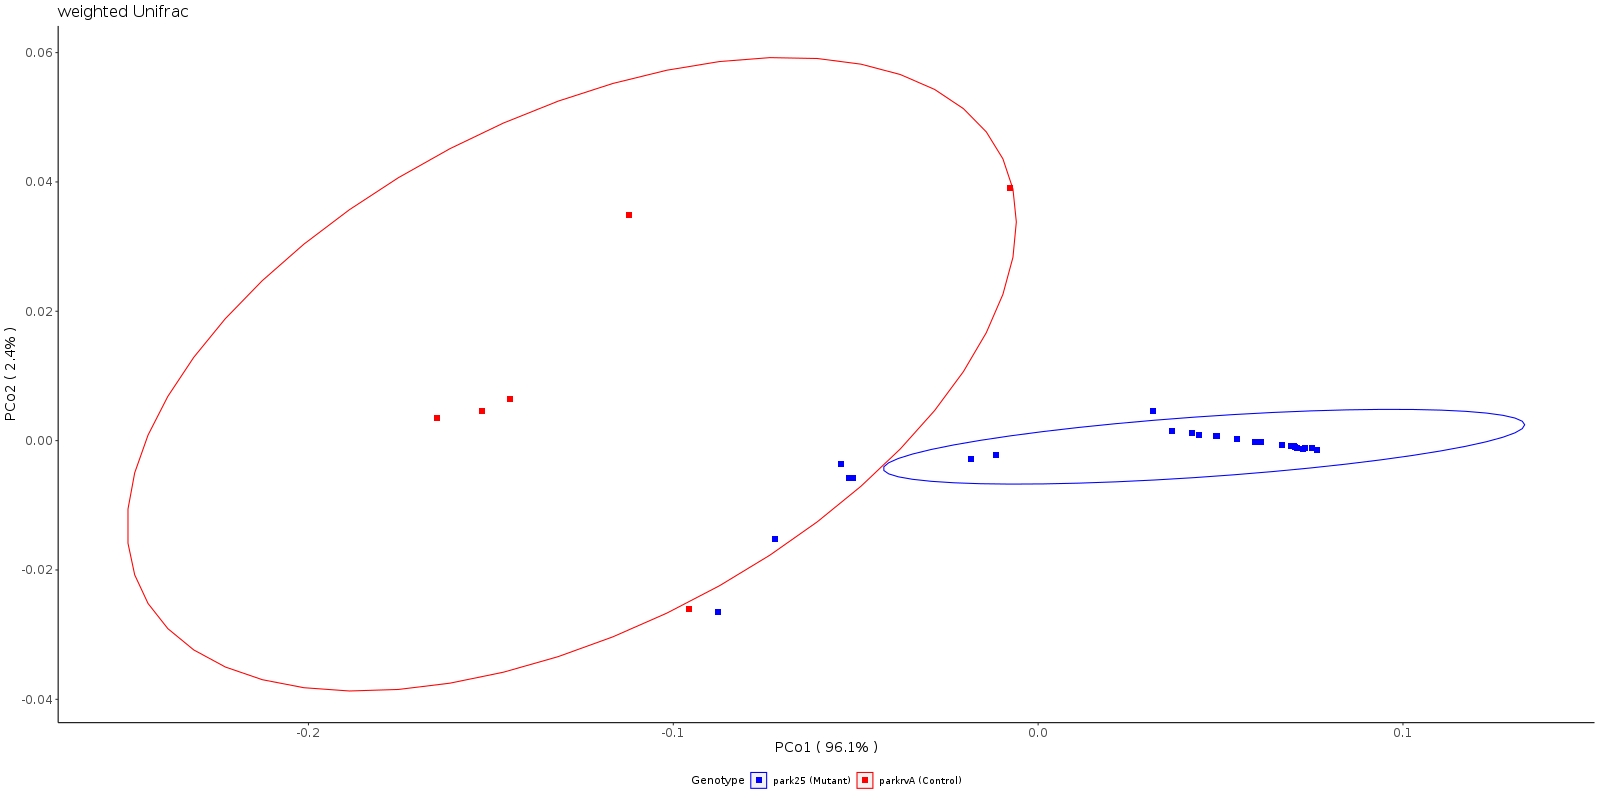 weighted Unifrac
0.06
0.04
0.02
0.00
-0.02
-0.04
PCo2 ( 2.4% )
-0.2 -0.1 0.0 0.1
PCo1 ( 96.1% )
Genotype park25 (Mutant) parkrvA (Control)